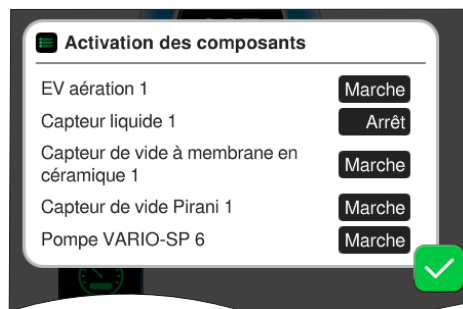 Activation des composants
EV aération 1 Marche
Capteur liquide 1 Arrêt
Capteur de vide à membrane en
céramique 1 Marche
Capteur de vide Pirani 1 Marche
Pompe VARIO-SP 6 Marche